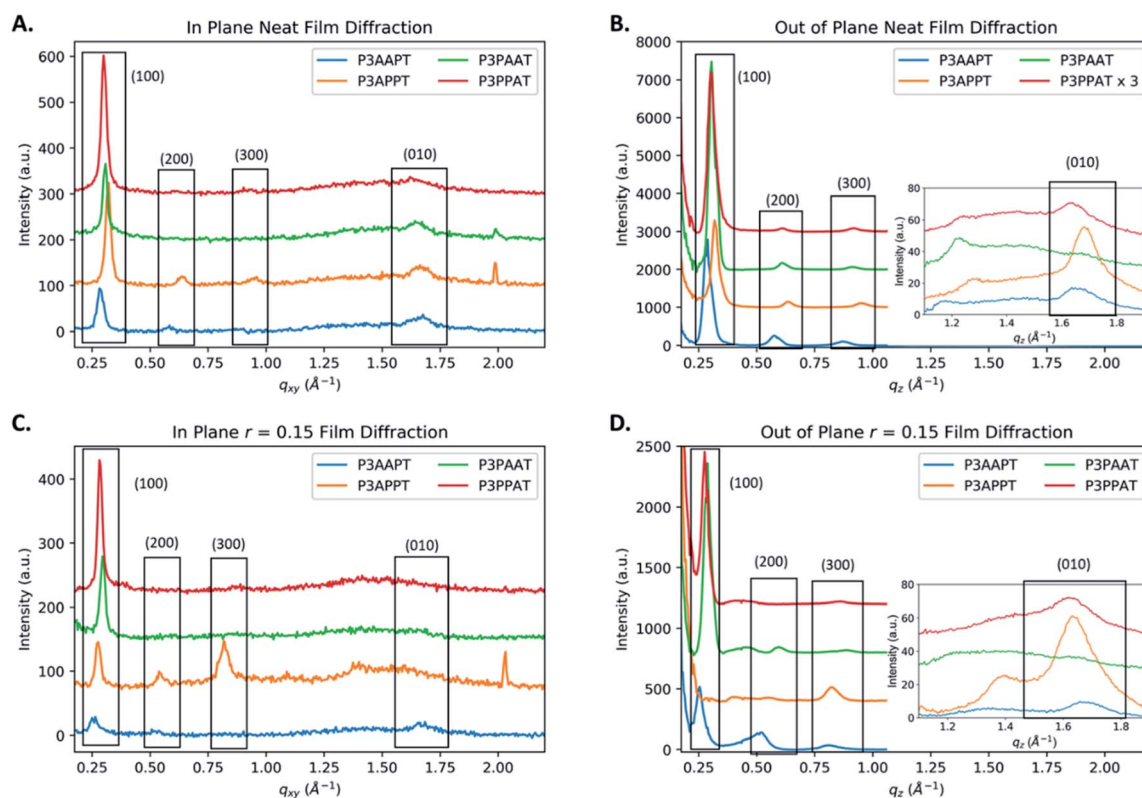 A.
In Plane Neat Film Diffraction
600
500
400
300
200
100
0
Intensity (a.u.)
(100)
(200)
(300)
(010)
P3AAPT
P3APPT
P3PAAT
P3PPAT
0.25 0.50 0.75 1.00 1.25 1.50 1.75 2.00
qxy (Å⁻¹)
B.
Out of Plane Neat Film Diffraction
8000
7000
6000
5000
4000
3000
2000
1000
0
Intensity (a.u.)
(100)
(200)
(300)
P3AAPT
P3APPT
P3PAAT
P3PPAT x 3
(010)
80
60
40
20
0
Intensity (a.u.)
1.2 1.4 1.6 1.8
qz (Å⁻¹)
0.25 0.50 0.75 1.00 1.25 1.50 1.75 2.00
qz (Å⁻¹)
C.
In Plane r = 0.15 Film Diffraction
400
300
200
100
0
Intensity (a.u.)
(100)
(200)
(300)
(010)
P3AAPT
P3APPT
P3PAAT
P3PPAT
0.25 0.50 0.75 1.00 1.25 1.50 1.75 2.00
qxy (Å⁻¹)
D.
Out of Plane r = 0.15 Film Diffraction
2500
2000
1500
1000
500
0
Intensity (a.u.)
(100)
(200)
(300)
P3AAPT
P3APPT
P3PAAT
P3PPAT
(010)
80
60
40
20
0
Intensity (a.u.)
1.2 1.4 1.6 1.8
qz (Å⁻¹)
0.25 0.50 0.75 1.00 1.25 1.50 1.75 2.00
qz (Å⁻¹)